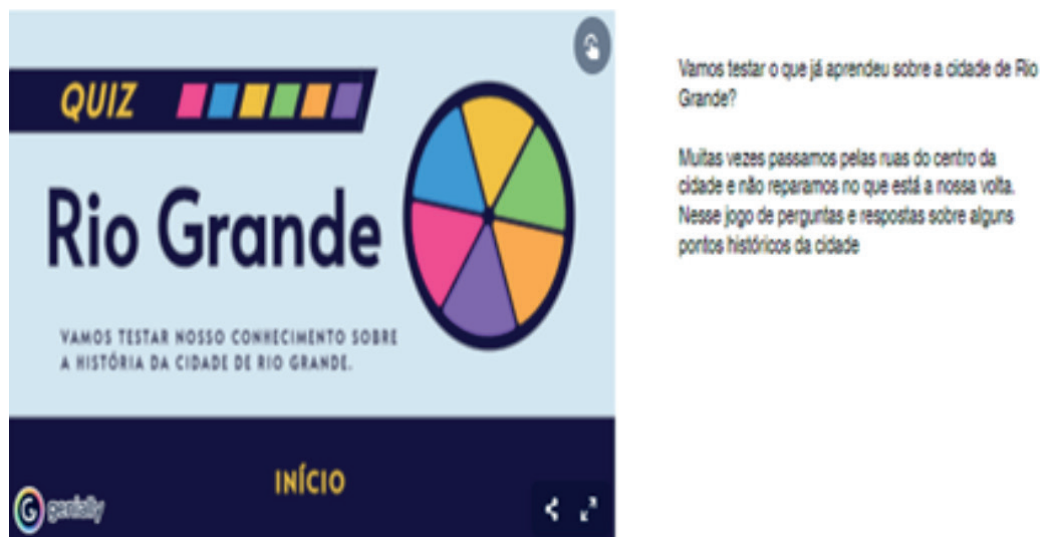 QUIZ
Rio Grande
VAMOS TESTAR NOSSO CONHECIMENTO SOBRE
A HISTÓRIA DA CIDADE DE RIO GRANDE.
INÍCIO
genially
Vamos testar o que já aprendeu sobre a cidade de Rio
Grande?
Muitas vezes passamos pelas ruas do centro da
cidade e não reparamos no que está a nossa volta.
Nesse jogo de perguntas e respostas sobre alguns
pontos históricos da cidade